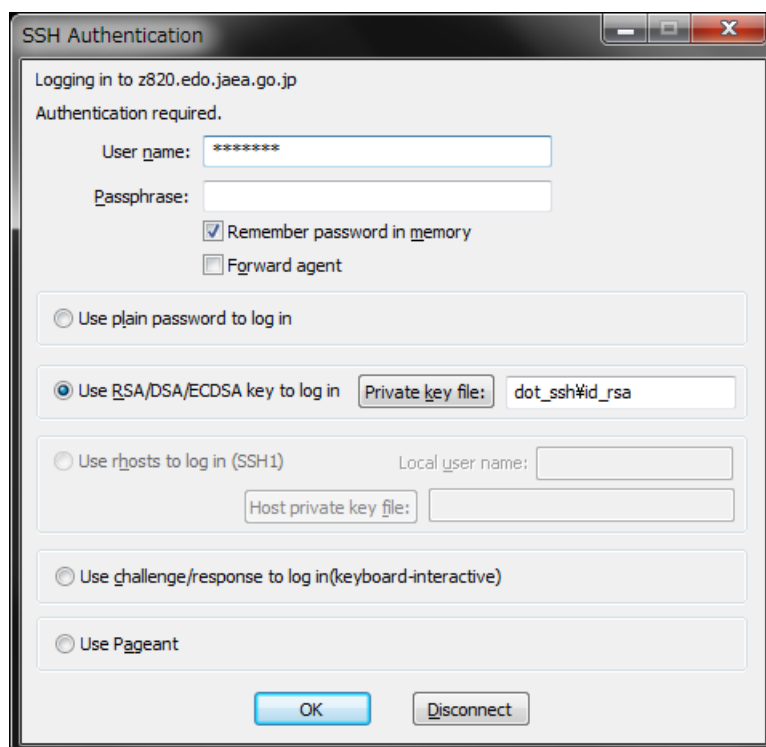 SSH Authentication
Logging in to z820.edo.jaea.go.jp
Authentication required.
User name: *******
Passphrase:
Remember password in memory
Forward agent
Use plain password to log in
Use RSA/DSA/ECDSA key to log in Private key file: dot_ssh¥id_rsa
Use rhosts to log in (SSH1) Local user name:
Host private key file:
Use challenge/response to log in(keyboard-interactive)
Use Pageant
OK Disconnect